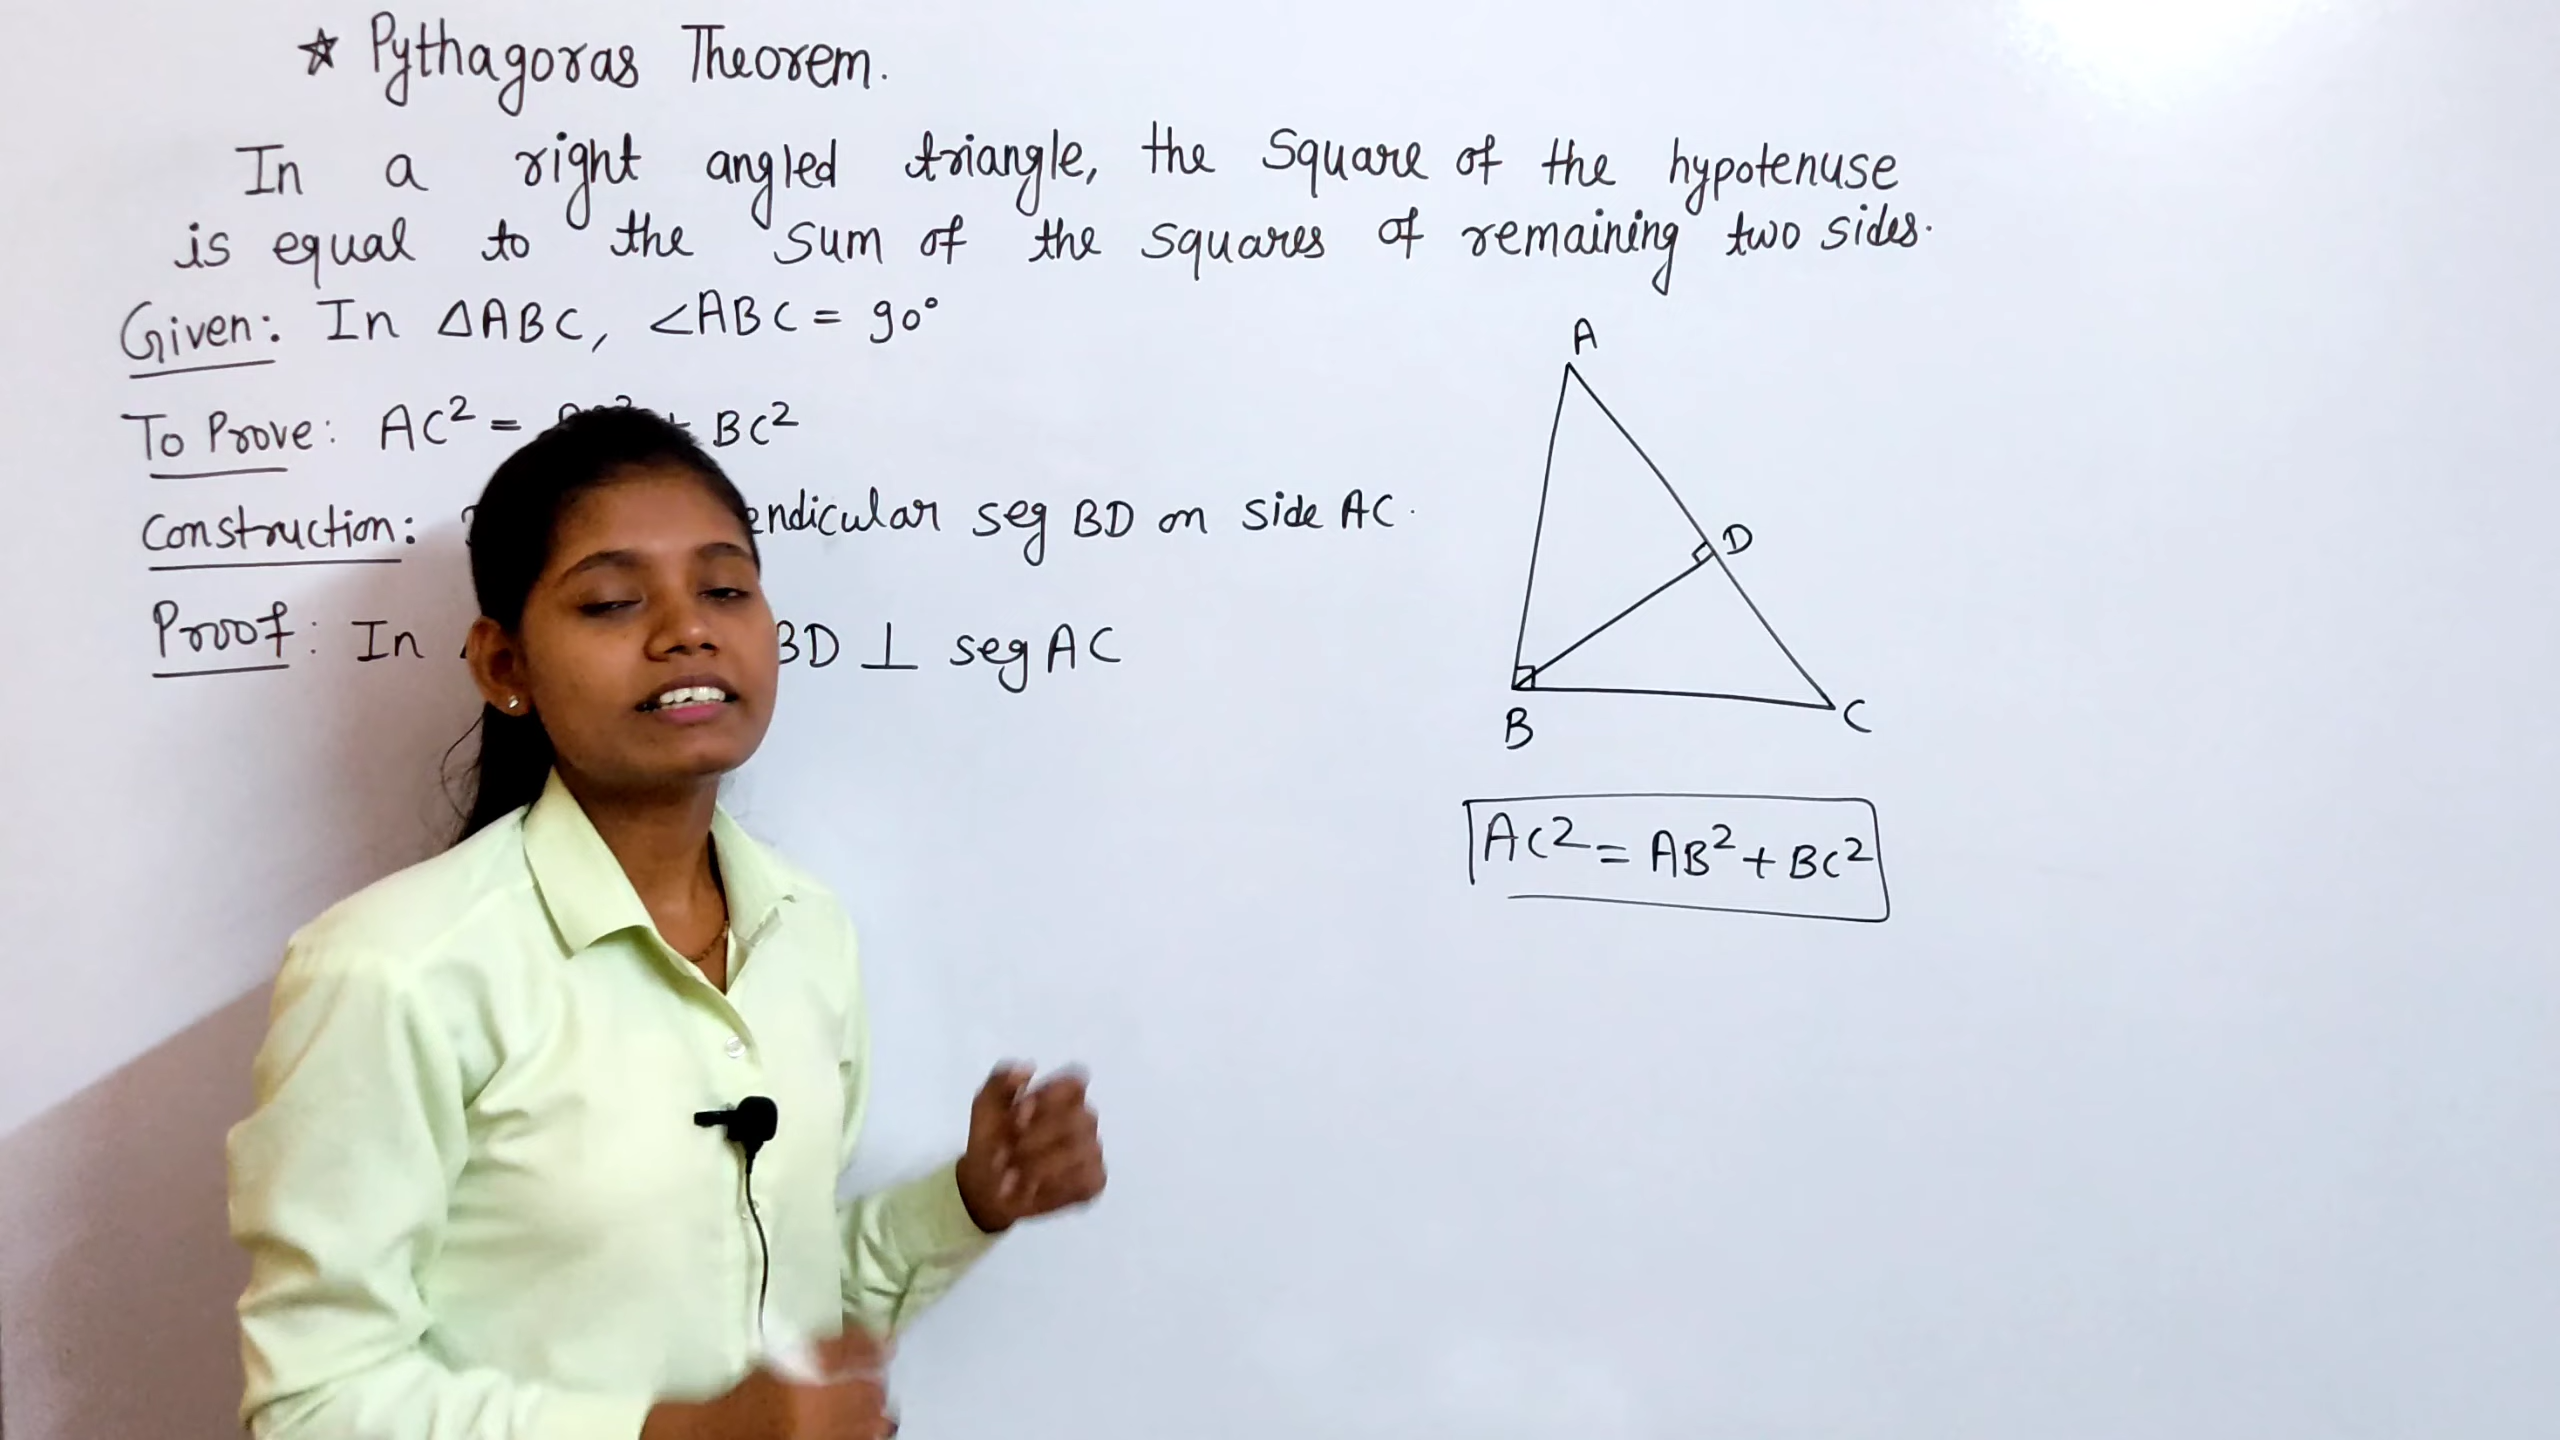 ☆ Pythagoras Theorem.
In a right angled triangle, the Square of the hypotenuse
is equal to the sum of the squares of remaining two sides.
Given: In △ABC, ∠ABC = 90°
To Prove: AC² = + BC²
Construction: seg BD on side AC.
Proof: In BD ⊥ seg AC
A
D
B
C
AC² = AB² + BC²